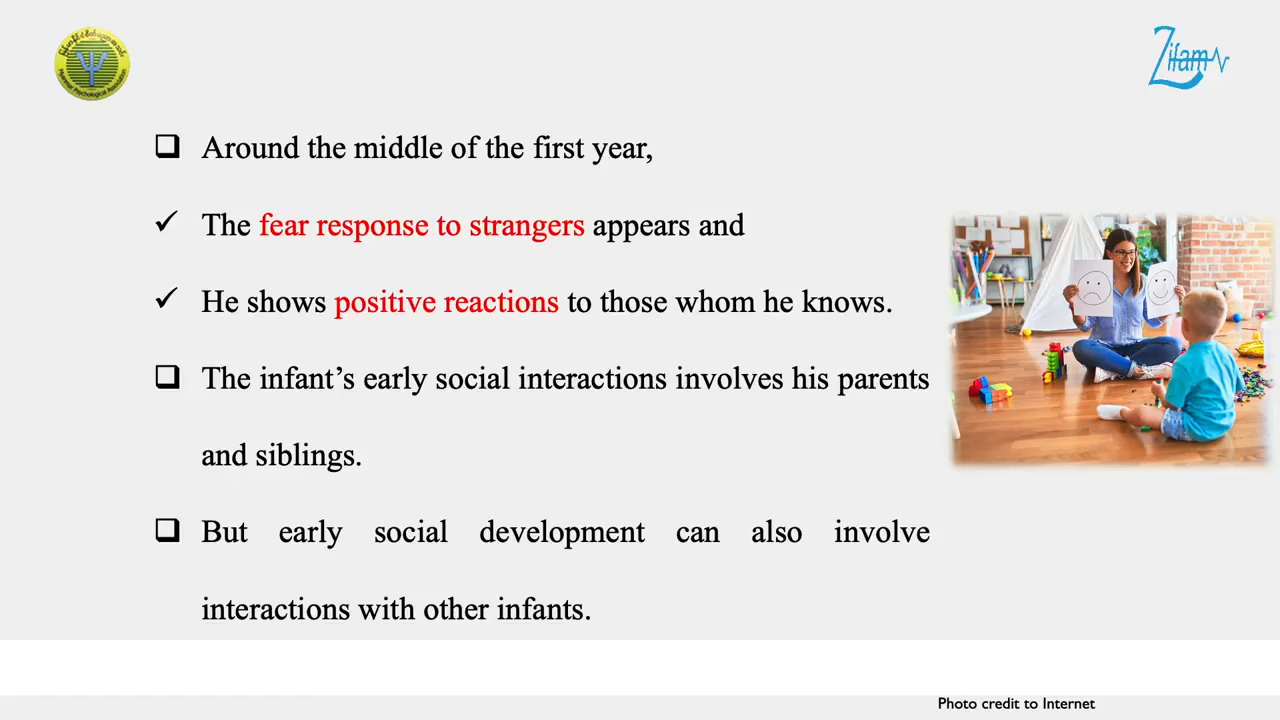 Zifam
Around the middle of the first year,
The fear response to strangers appears and
He shows positive reactions to those whom he knows.
The infant’s early social interactions involves his parents
and siblings.
But early social development can also involve
interactions with other infants.
Photo credit to Internet